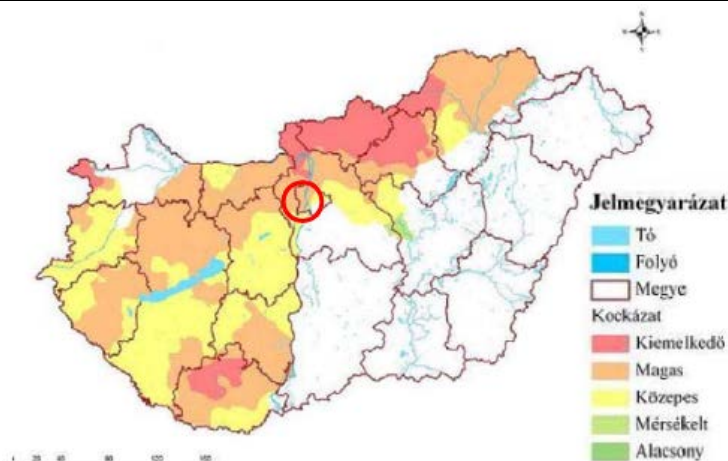 Jelmegyarázat
Tó
Folyó
Megye
Kockázat
Kiemelkedő
Magas
Közepes
Mérsékelt
Alacsony